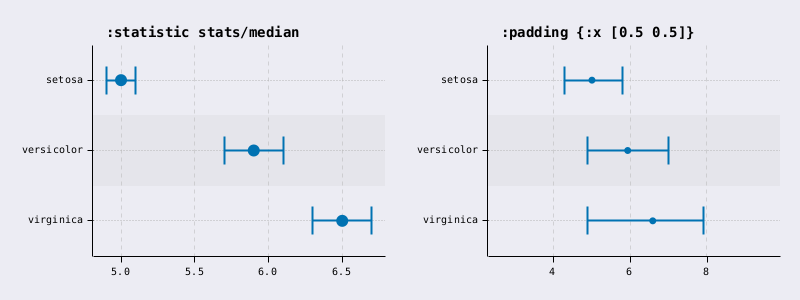 :statistic stats/median
setosa
versicolor
virginica
5.0 5.5 6.0 6.5
:padding {:x [0.5 0.5]}
setosa
versicolor
virginica
4 6 8